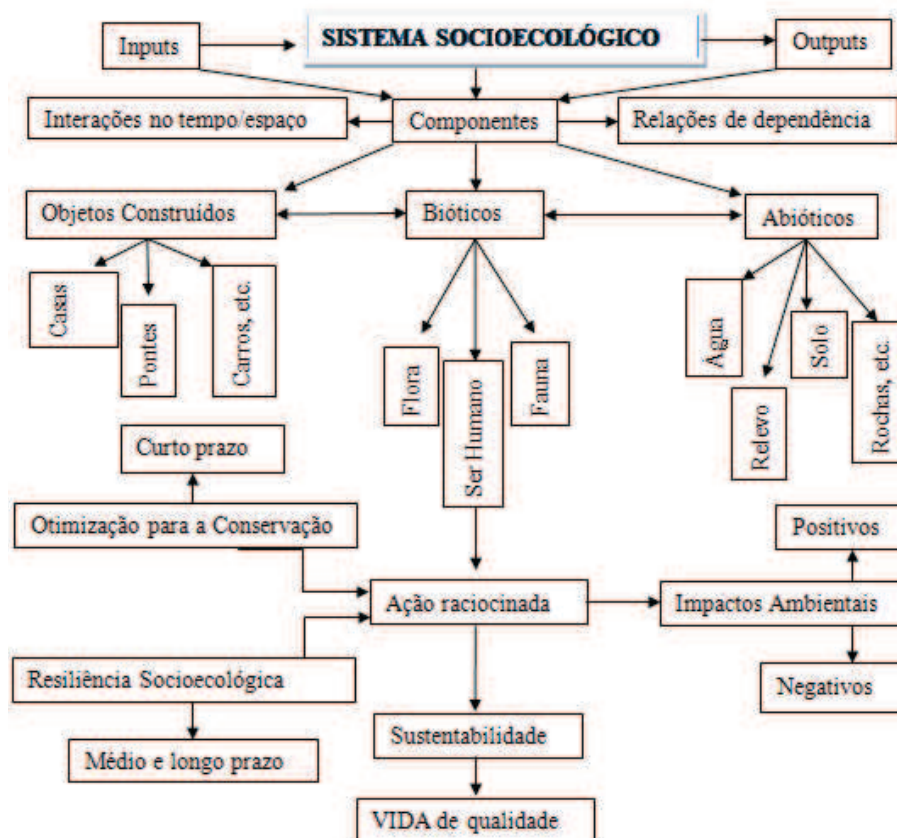 Inputs
SISTEMA SOCIOECOLÓGICO
Outputs
Interações no tempo/espaço
Componentes
Relações de dependência
Objetos Construídos
Bióticos
Abióticos
Casas
Pontes
Carros, etc.
Flora
Ser Humano
Fauna
Água
Relevo
Solo
Rochas, etc.
Curto prazo
Otimização para a Conservação
Positivos
Ação raciocinada
Impactos Ambientais
Resiliência Socioecológica
Negativos
Sustentabilidade
Médio e longo prazo
VIDA de qualidade